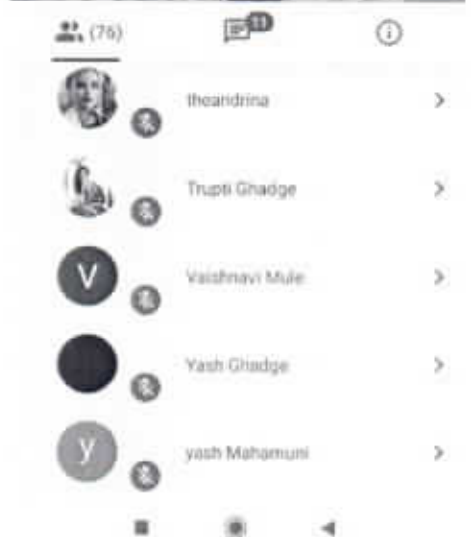 (76) 11
theandrina
Trupti Ghadge
V
Vaishnavi Mule
Yash Ghadge
y
yash Mahamuni